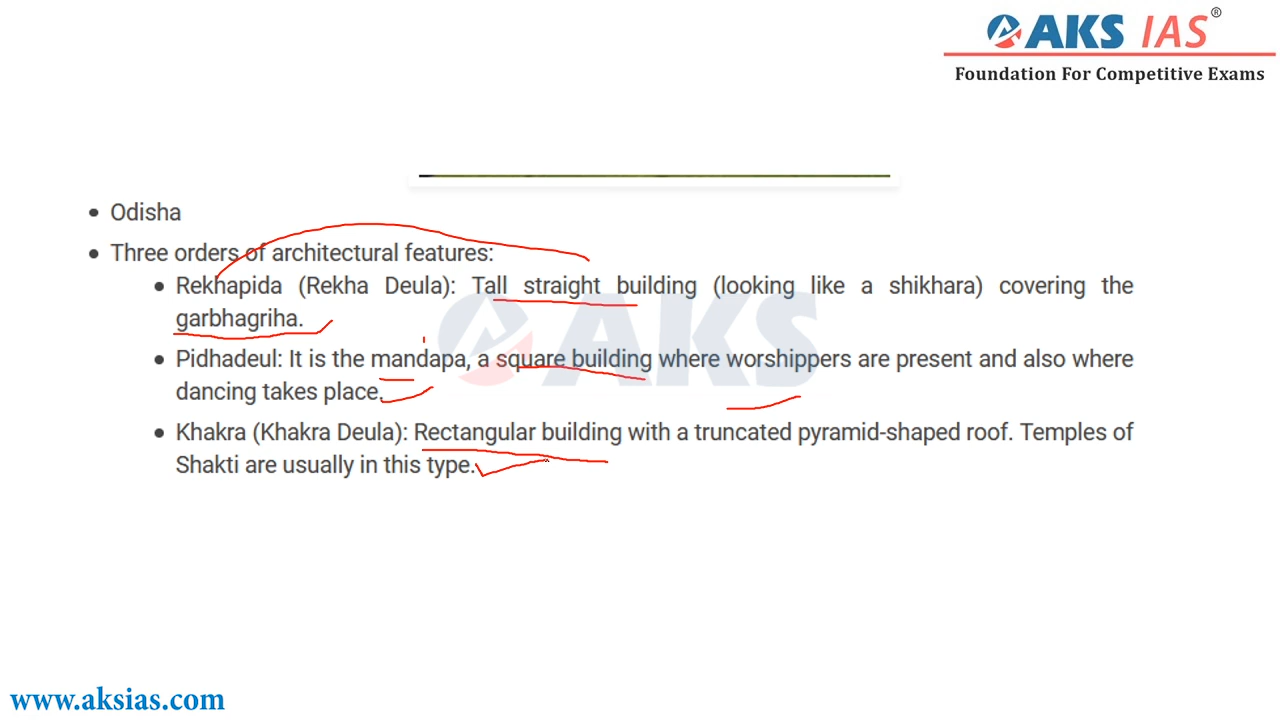 AKS IAS®
Foundation For Competitive Exams
• Odisha
• Three orders of architectural features:
• Rekhapida (Rekha Deula): Tall straight building (looking like a shikhara) covering the
garbhagriha.
• Pidhadeul: It is the mandapa, a square building where worshippers are present and also where
dancing takes place.
• Khakra (Khakra Deula): Rectangular building with a truncated pyramid-shaped roof. Temples of
Shakti are usually in this type.
AKS
www.aksias.com